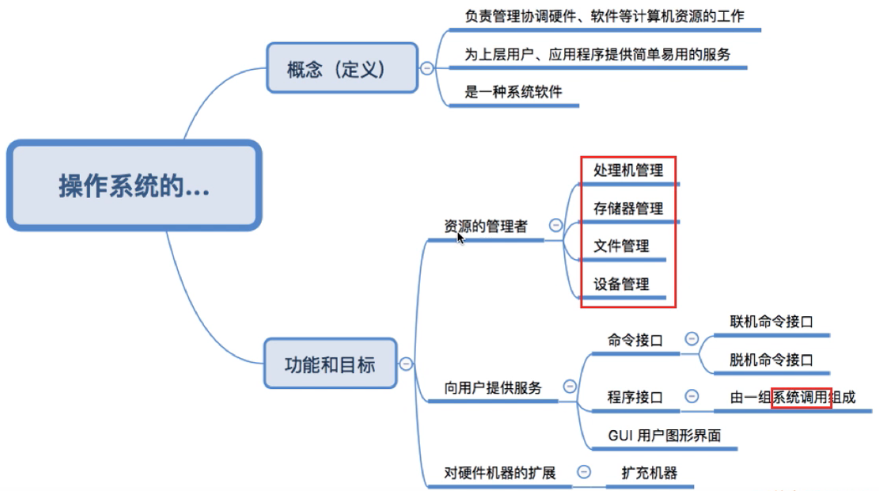 负责管理协调硬件、软件等计算机资源的工作
概念（定义）
为上层用户、应用程序提供简单易用的服务
是一种系统软件
操作系统的...
处理机管理
存储器管理
资源的管理者
文件管理
设备管理
功能和目标
联机命令接口
命令接口
脱机命令接口
向用户提供服务
程序接口
由一组系统调用组成
GUI 用户图形界面
对硬件机器的扩展
扩充机器